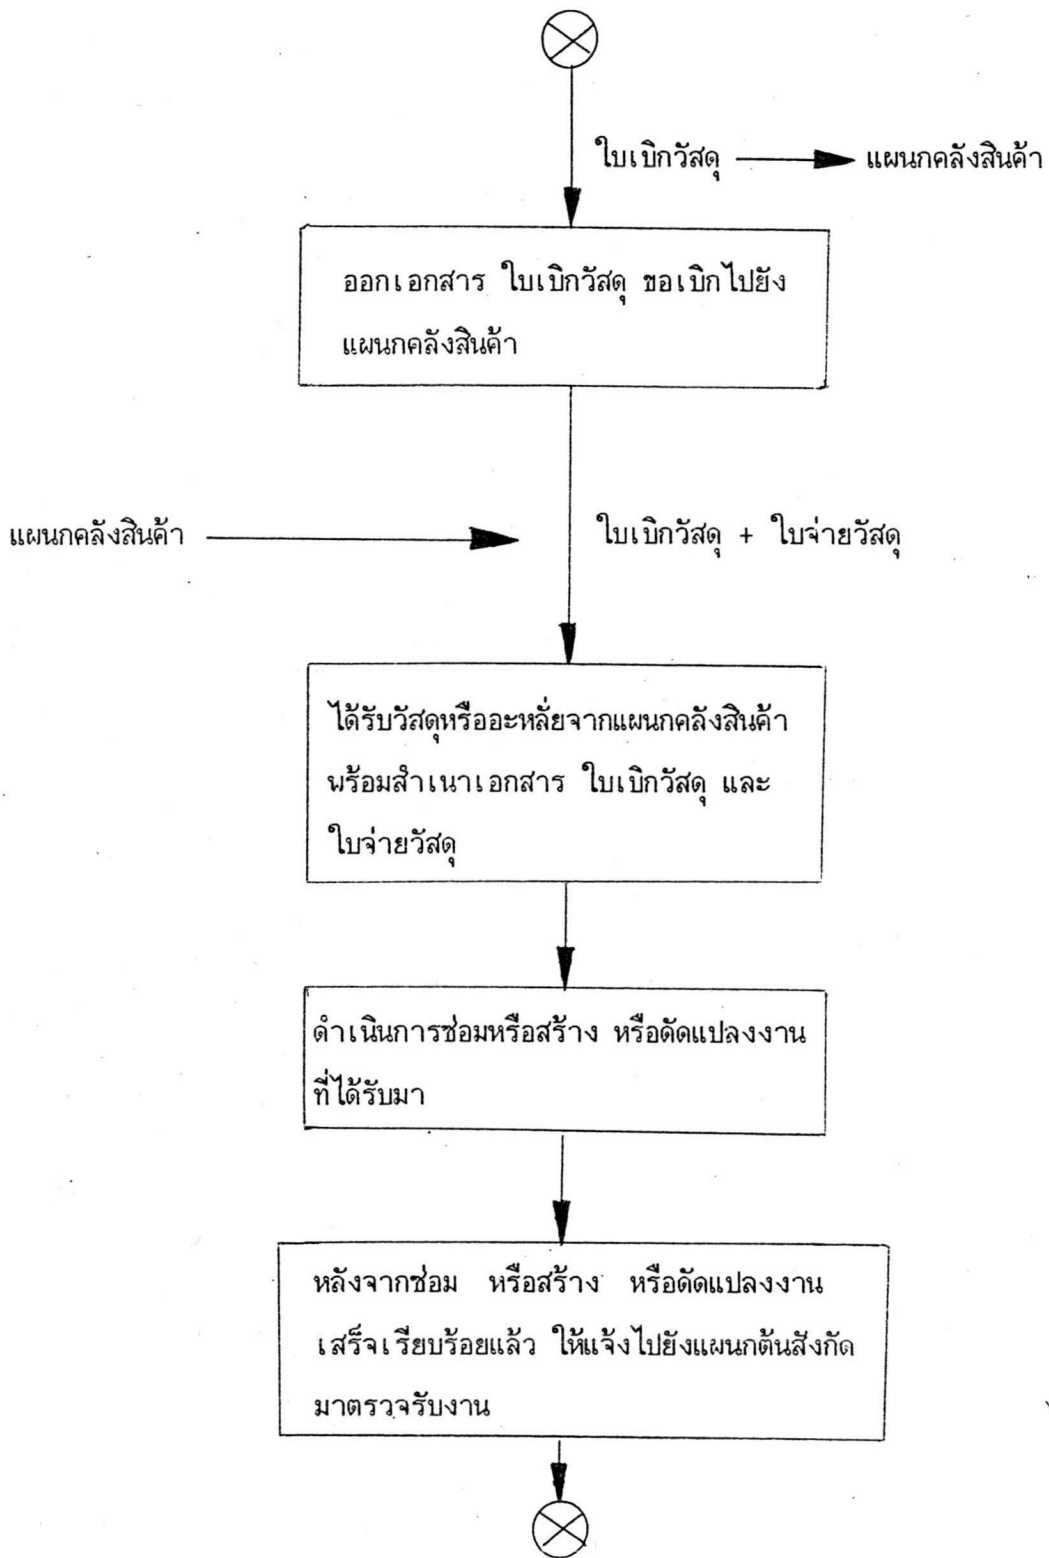 ใบเบิกวัสดุ แผนกคลังสินค้า
ออกเอกสาร ใบเบิกวัสดุ ขอเบิกไปยัง
แผนกคลังสินค้า
แผนกคลังสินค้า ใบเบิกวัสดุ + ใบจ่ายวัสดุ
ได้รับวัสดุหรืออะหลั่ยจากแผนกคลังสินค้า
พร้อมสำเนาเอกสาร ใบเบิกวัสดุ และ
ใบจ่ายวัสดุ
ดำเนินการซ่อมหรือสร้าง หรือดัดแปลงงาน
ที่ได้รับมา
หลังจากซ่อม หรือสร้าง หรือดัดแปลงงาน
เสร็จเรียบร้อยแล้ว ให้แจ้งไปยังแผนกต้นสังกัด
มาตรวจรับงาน